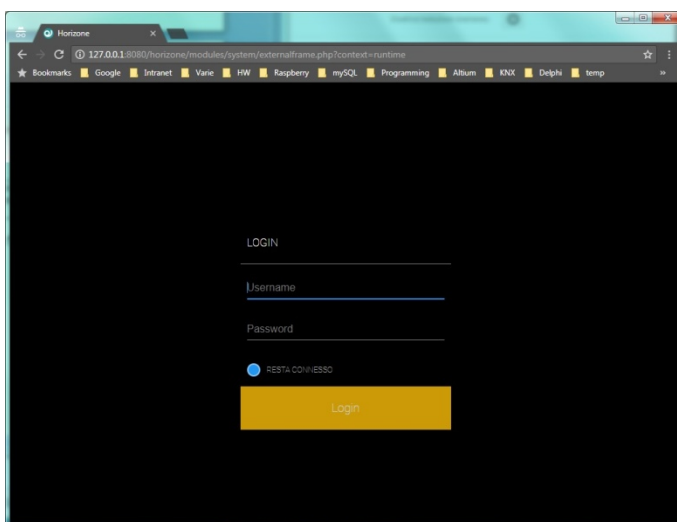 Horizone
127.0.0.1:8080/horizone/modules/system/externalframe.php?context=runtime
Bookmarks Google Intranet Varie HW Raspberry mySQL Programming Altium KNX Delphi temp »
LOGIN
Username
Password
RESTA CONNESSO
Login